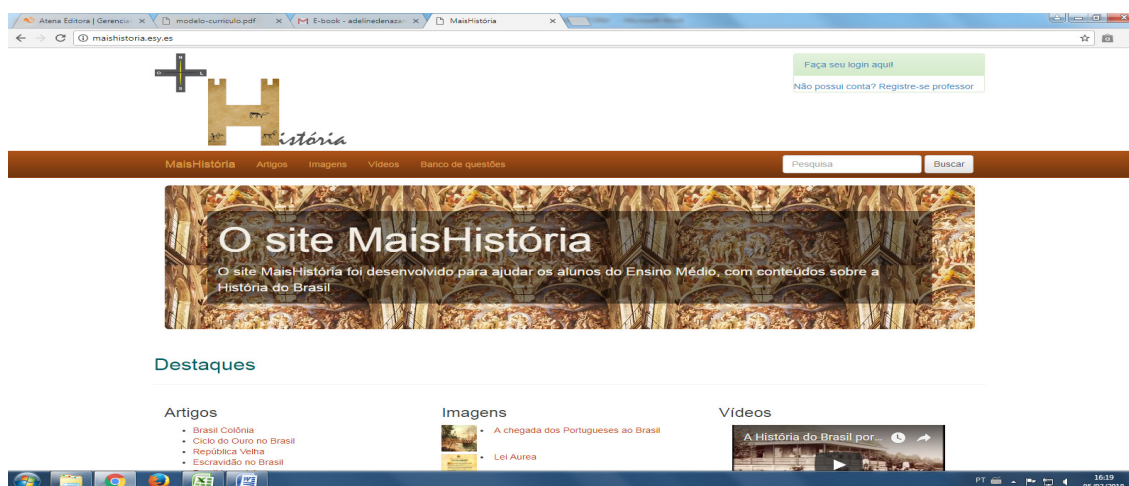 Atena Editora | Gerencia
modelo-curriculo.pdf
E-book - adelinedenazar
MaisHistória
maishistoria.esy.es
N
O L
S
História
Faça seu login aqui!
Não possui conta? Registre-se professor
MaisHistória Artigos Imagens Vídeos Banco de questões
Pesquisa
Buscar
O site MaisHistória
O site MaisHistória foi desenvolvido para ajudar os alunos do Ensino Médio, com conteúdos sobre a
História do Brasil
Destaques
Artigos
Brasil Colônia
Ciclo do Ouro no Brasil
República Velha
Escravidão no Brasil
Imagens
A chegada dos Portugueses ao Brasil
Lei Aurea
Vídeos
A História do Brasil por...
PT
16:19